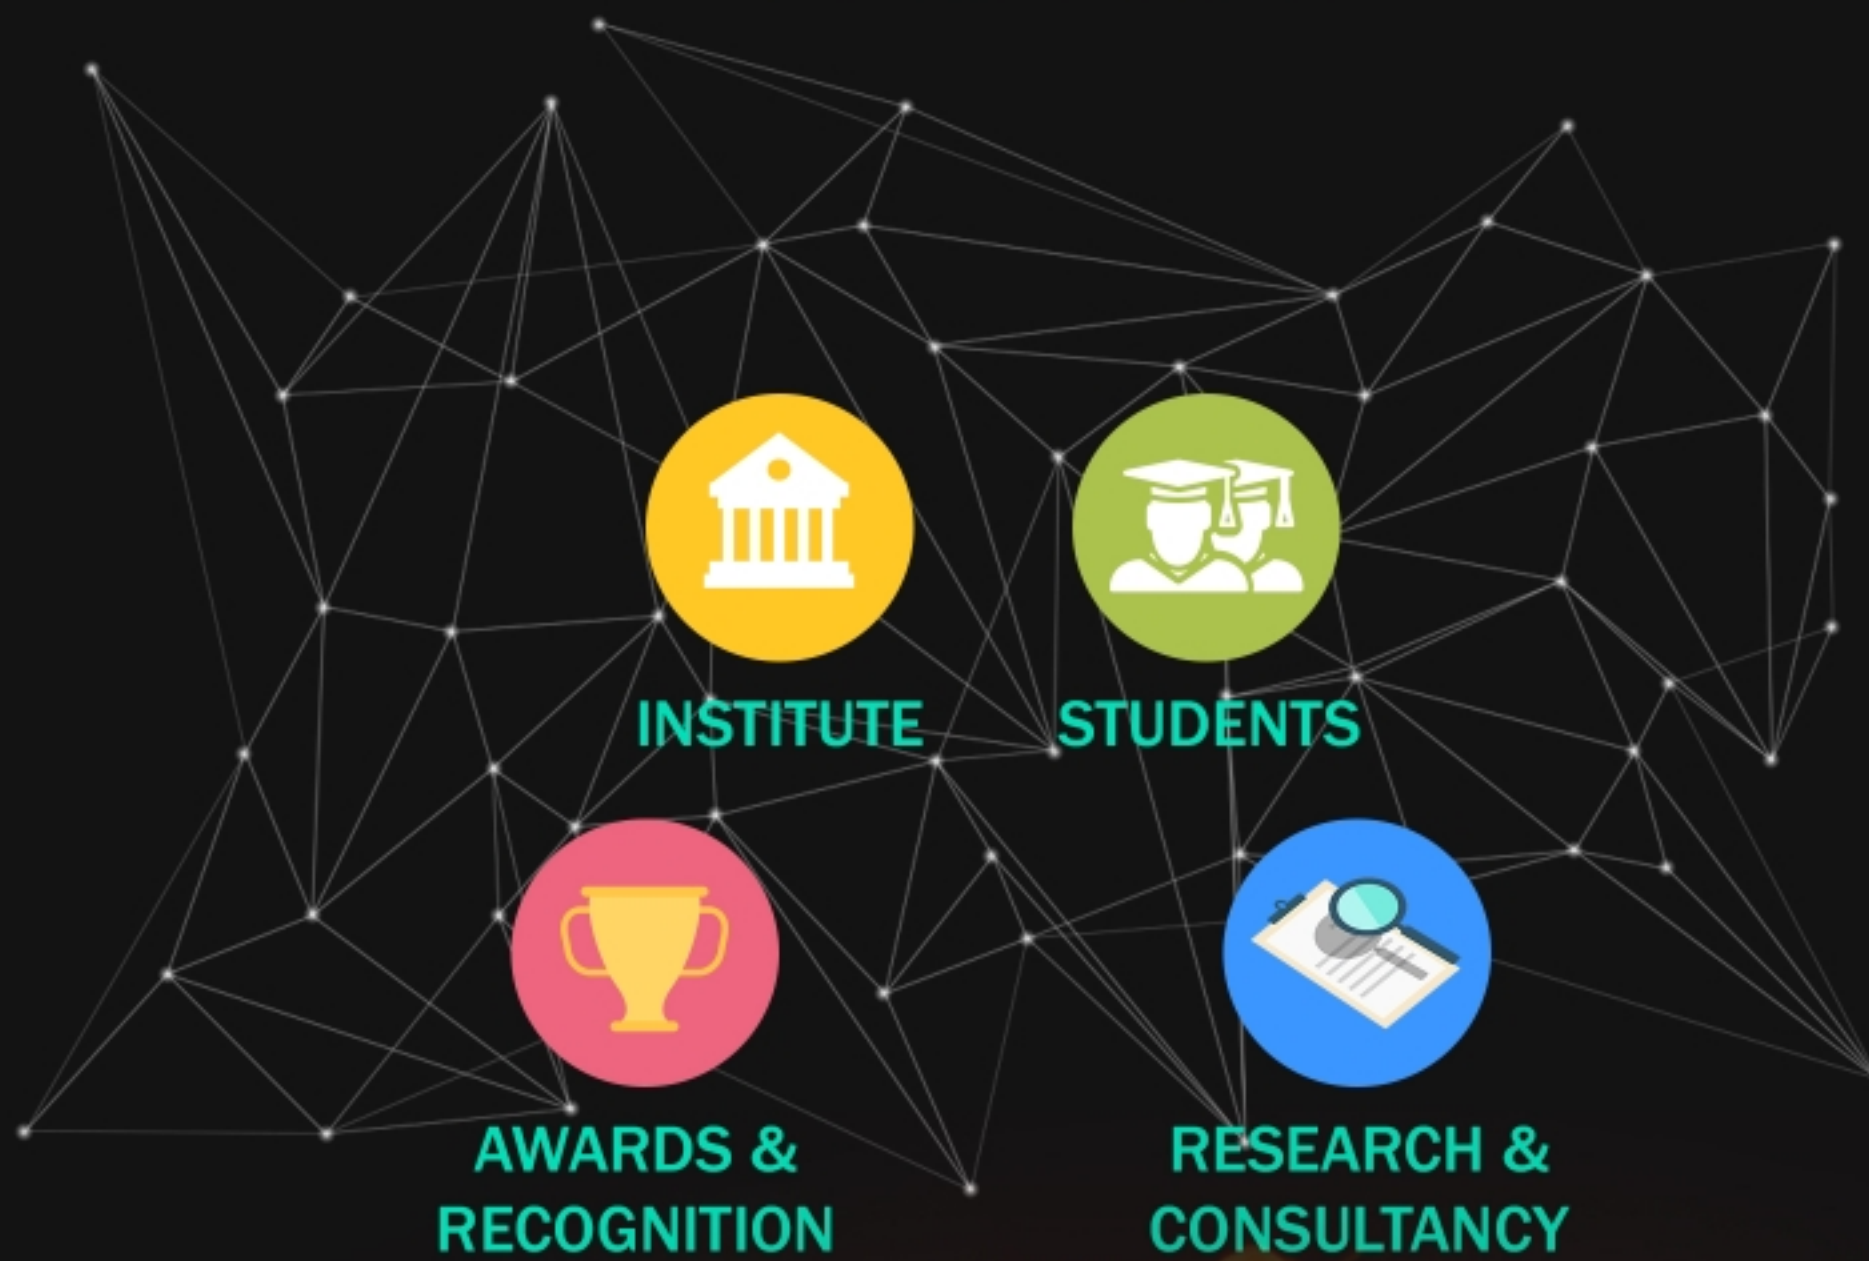 INSTITUTE
STUDENTS
AWARDS &
RECOGNITION
RESEARCH &
CONSULTANCY